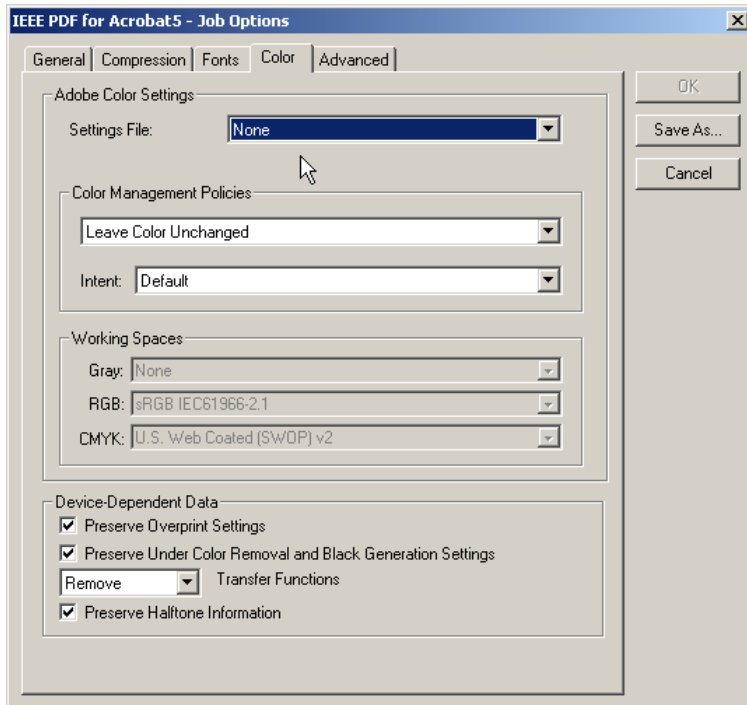 IEEE PDF for Acrobat5 - Job Options
General Compression Fonts Color Advanced
OK
Save As...
Cancel
Adobe Color Settings
Settings File: None
Color Management Policies
Leave Color Unchanged
Intent: Default
Working Spaces
Gray: None
RGB: sRGB IEC61966-2.1
CMYK: U.S. Web Coated (SWOP) v2
Device-Dependent Data
Preserve Overprint Settings
Preserve Under Color Removal and Black Generation Settings
Remove Transfer Functions
Preserve Halftone Information